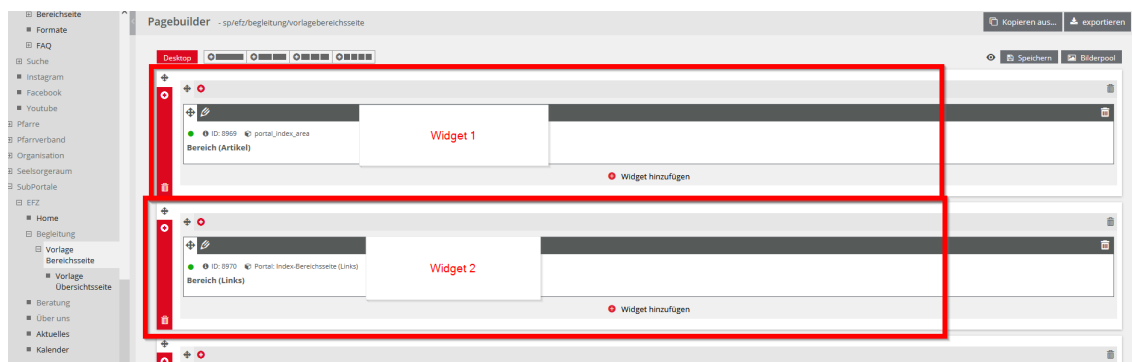 Bereichseite
Formate
FAQ
Suche
Instagram
Facebook
Youtube
Pfarre
Pfarrverband
Organisation
Seelsorgeraum
SubPortale
EFZ
Home
Begleitung
Vorlage
Bereichsseite
Vorlage
Übersichtsseite
Beratung
Über uns
Aktuelles
Kalender
Pagebuilder - sp/efz/begleitung/vorlagebereichsseite
Kopieren aus... exportieren
Desktop
Speichern Bilderpool
ID: 8969 portal_index_area
Bereich (Artikel)
Widget 1
Widget hinzufügen
ID: 8970 Portal: Index-Bereichsseite (Links)
Bereich (Links)
Widget 2
Widget hinzufügen